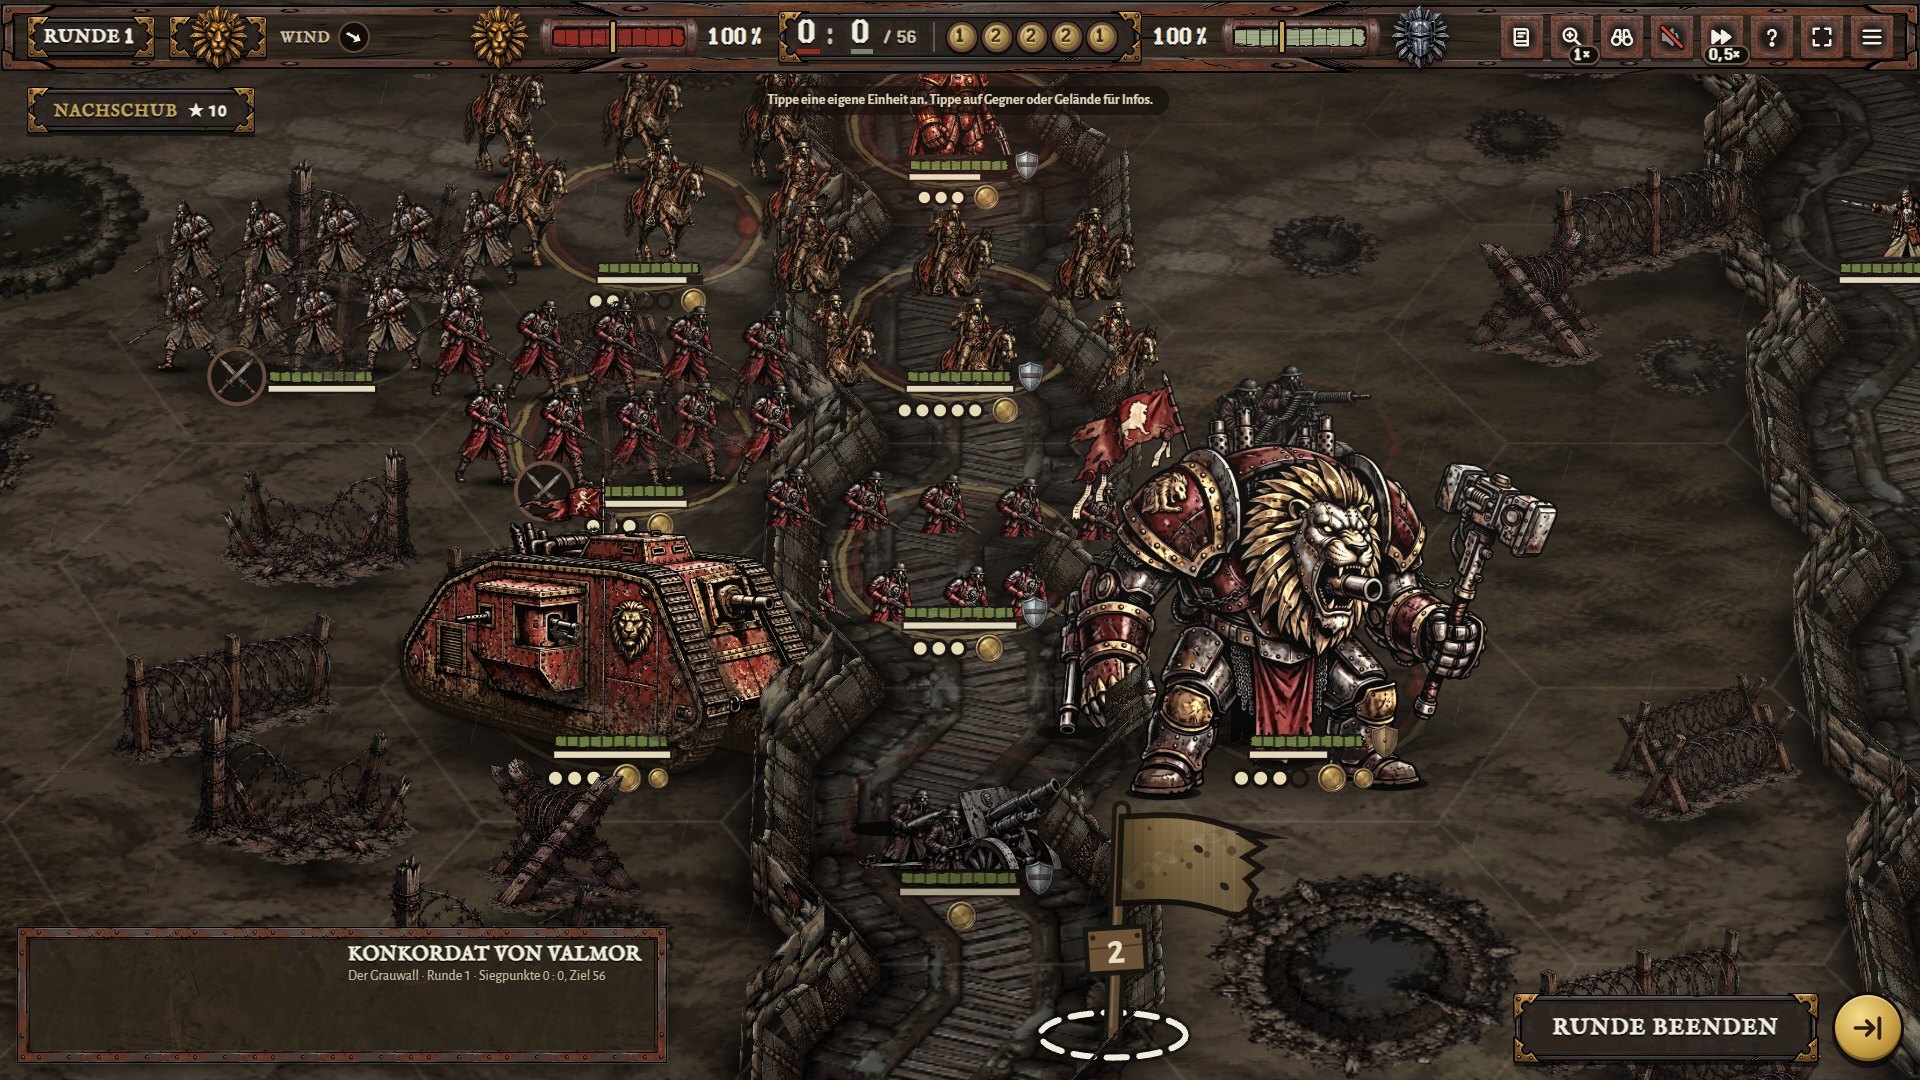 RUNDE 1
WIND
100%
0 : 0 / 56
1 2 2 2 1
100%
1×
0,5×
?
NACHSCHUB ★ 10
Tippe eine eigene Einheit an. Tippe auf Gegner oder Gelände für Infos.
2
KONKORDAT VON VALMOR
Der Grauwall · Runde 1 · Siegpunkte 0 : 0, Ziel 56
RUNDE BEENDEN